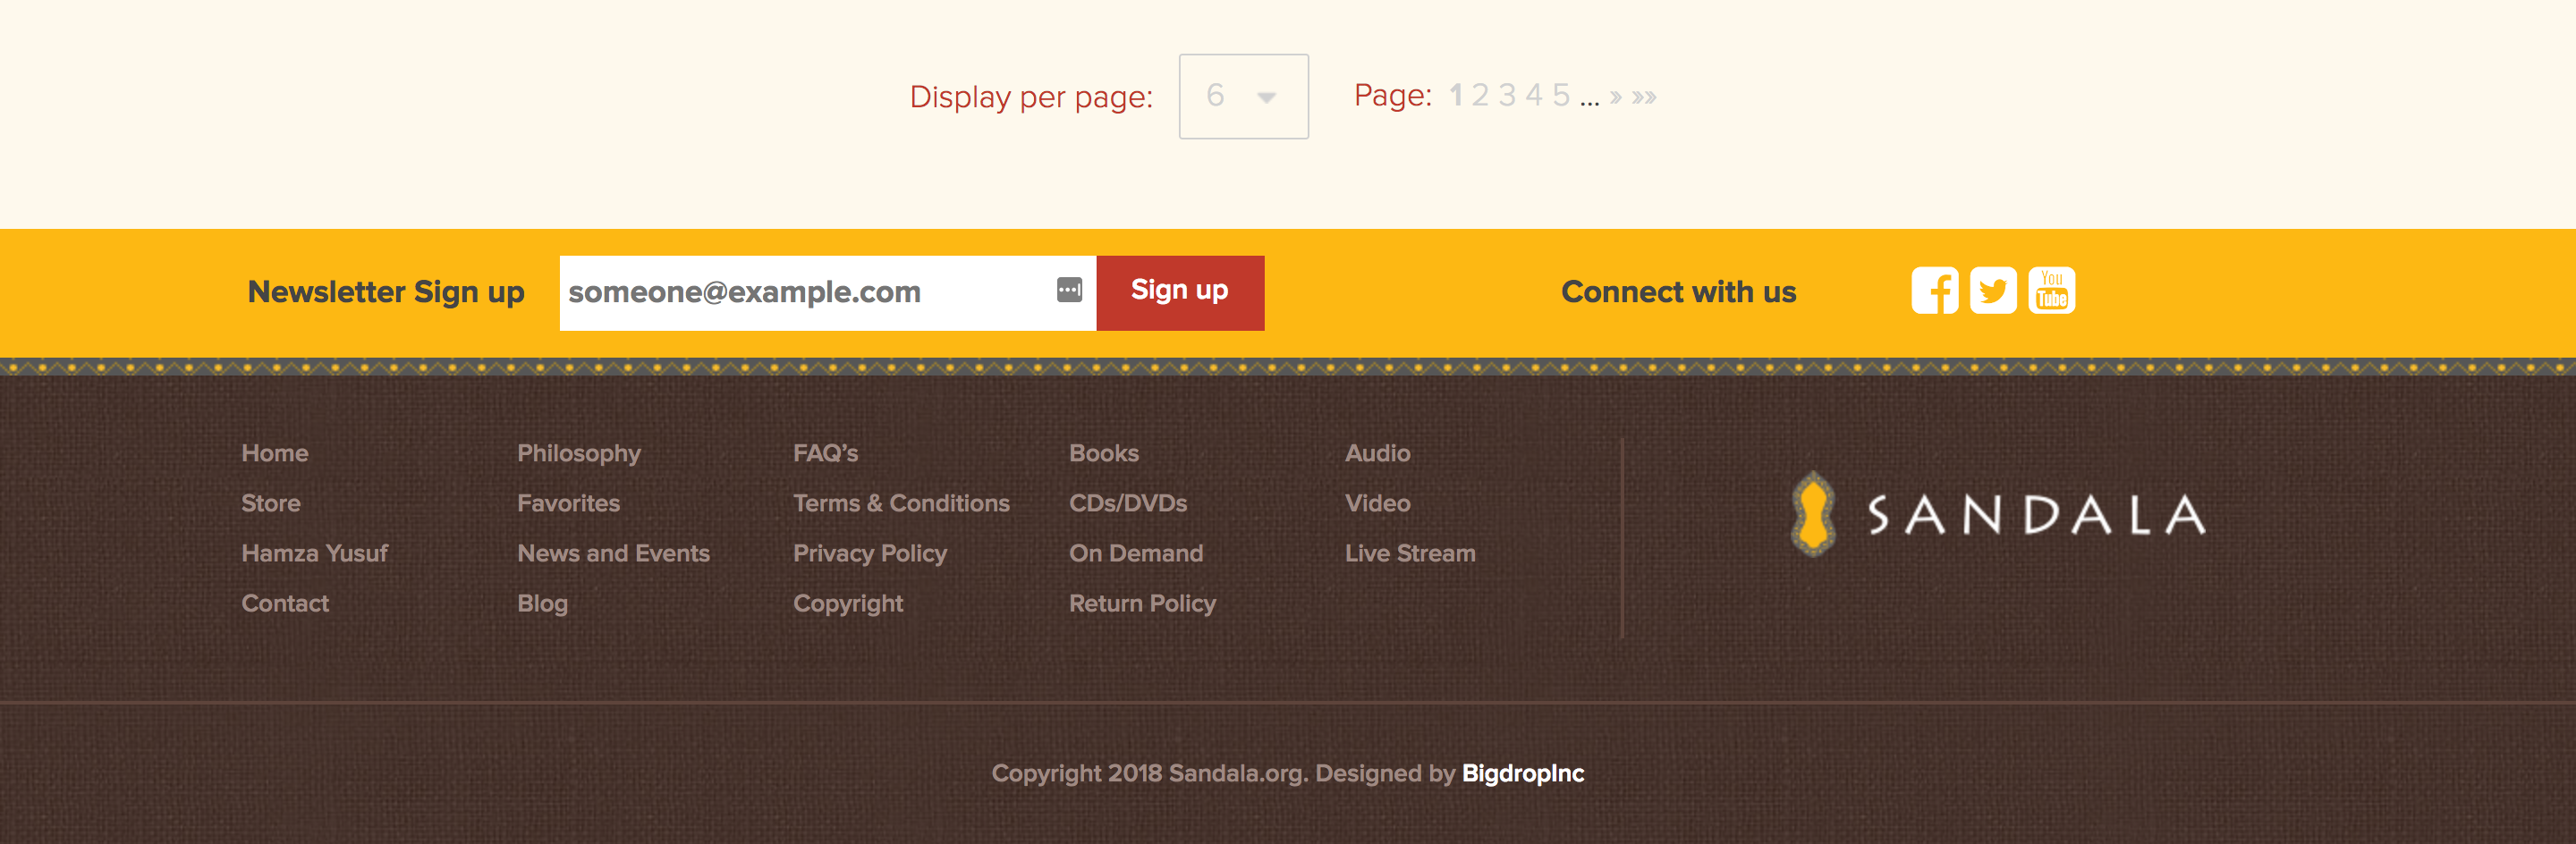 Display per page: 6 Page: 1 2 3 4 5 ... » »»
Newsletter Sign up someone@example.com Sign up Connect with us You Tube
Home Philosophy FAQ’s Books Audio
Store Favorites Terms & Conditions CDs/DVDs Video
Hamza Yusuf News and Events Privacy Policy On Demand Live Stream
Contact Blog Copyright Return Policy
SANDALA
Copyright 2018 Sandala.org. Designed by BigdropInc